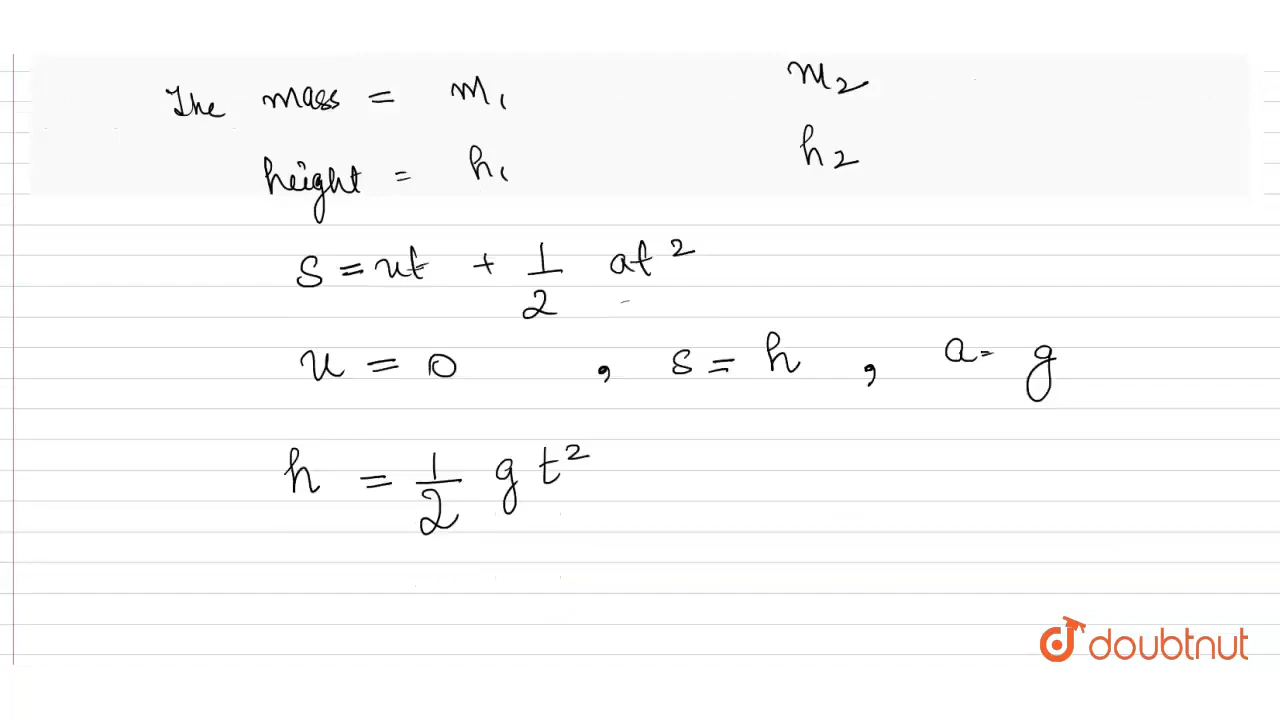 The mass = m1 m2
height = h1 h2
s = ut + 1/2 at²
u = 0 , s = h , a = g
h = 1/2 g t²
doubtnut